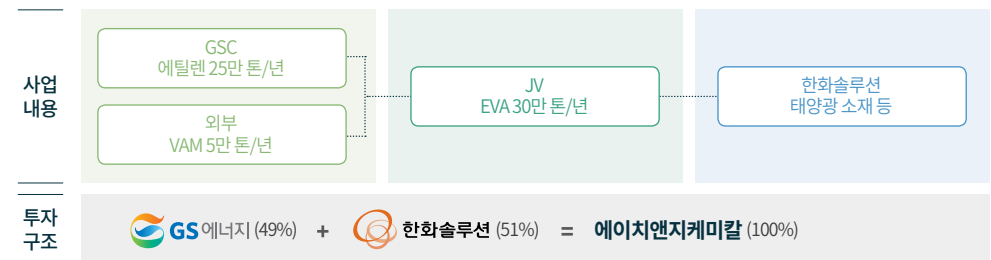 사업
내용
GSC
에틸렌 25만 톤/년
외부
VAM 5만 톤/년
JV
EVA 30만 톤/년
한화솔루션
태양광 소재 등
투자
구조
GS에너지 (49%) + 한화솔루션 (51%) = 에이치앤지케미칼 (100%)